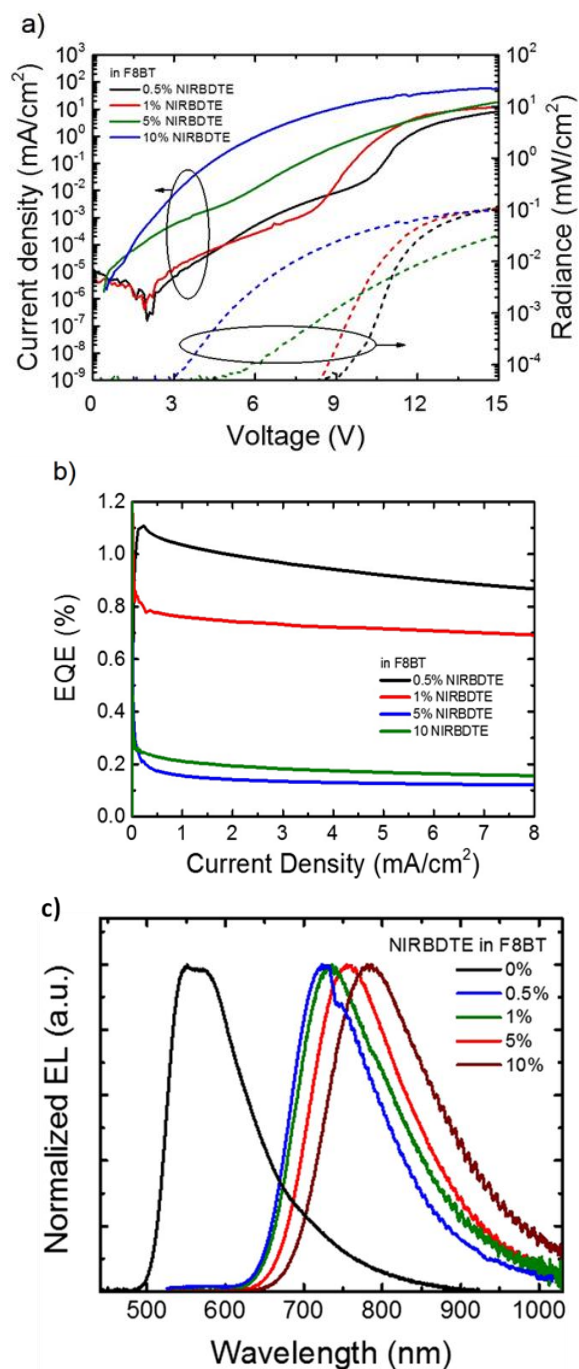 a)
in F8BT
0.5% NIRBDTE
1% NIRBDTE
5% NIRBDTE
10% NIRBDTE
Current density (mA/cm²)
10³
10²
10¹
10⁰
10⁻¹
10⁻²
10⁻³
10⁻⁴
10⁻⁵
10⁻⁶
10⁻⁷
10⁻⁸
10⁻⁹
Radiance (mW/cm²)
10²
10¹
10⁰
10⁻¹
10⁻²
10⁻³
10⁻⁴
0 3 6 9 12 15
Voltage (V)
b)
EQE (%)
1.2
1.0
0.8
0.6
0.4
0.2
0.0
in F8BT
0.5% NIRBDTE
1% NIRBDTE
5% NIRBDTE
10 NIRBDTE
0 1 2 3 4 5 6 7 8
Current Density (mA/cm²)
c)
Normalized EL (a.u.)
NIRBDTE in F8BT
0%
0.5%
1%
5%
10%
500 600 700 800 900 1000
Wavelength (nm)